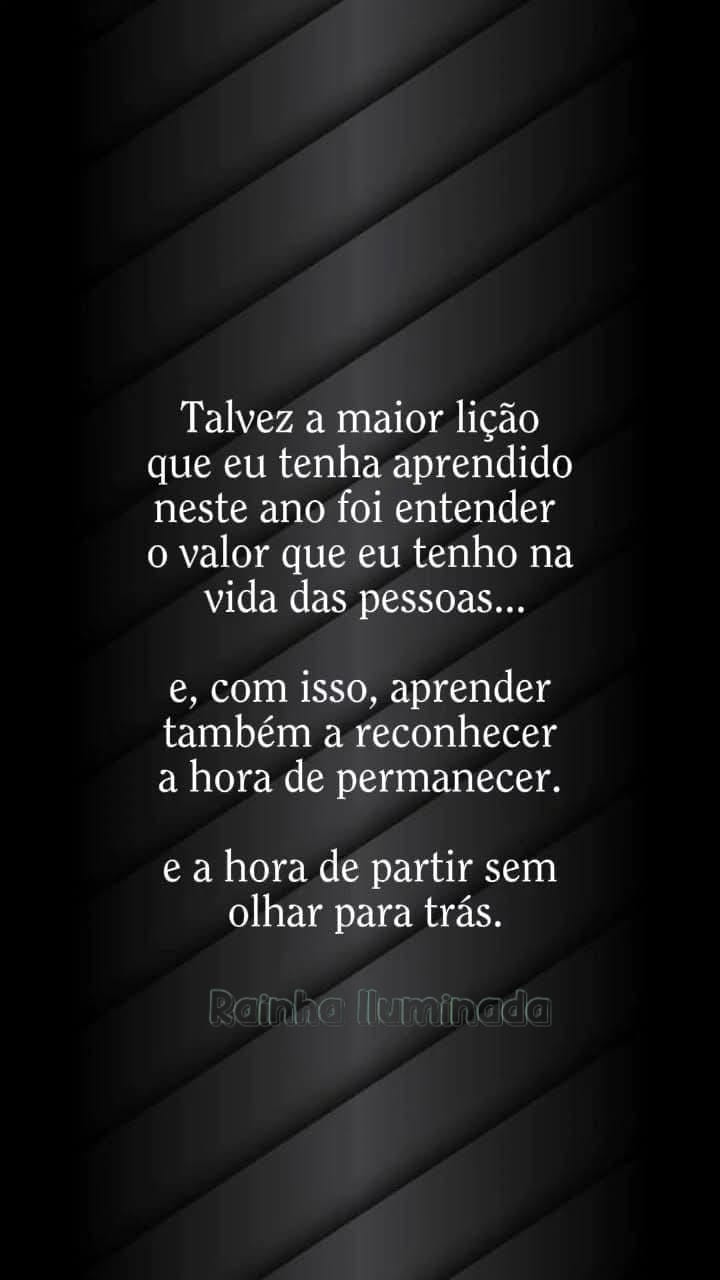 Talvez a maior lição
que eu tenha aprendido
neste ano foi entender
o valor que eu tenho na
vida das pessoas...
e, com isso, aprender
também a reconhecer
a hora de permanecer.
e a hora de partir sem
olhar para trás.
Rainha Iluminada